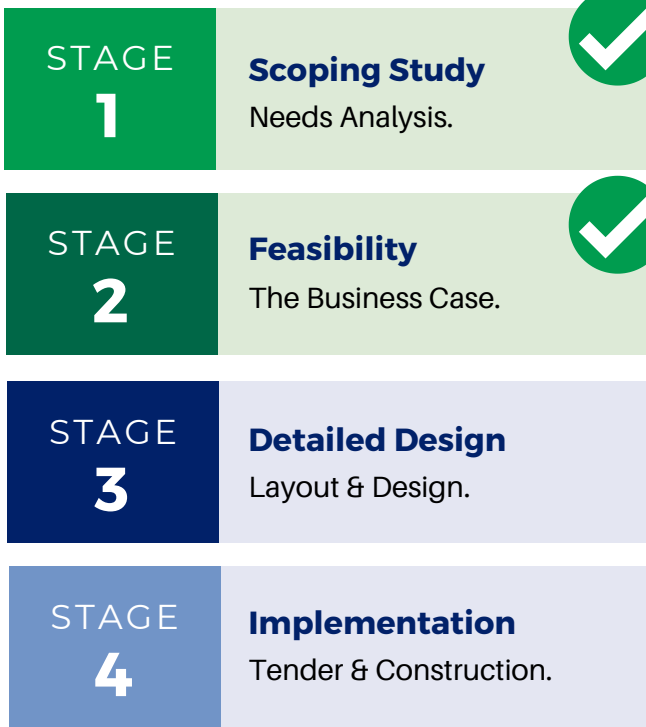 STAGE
1
Scoping Study
Needs Analysis.
STAGE
2
Feasibility
The Business Case.
STAGE
3
Detailed Design
Layout & Design.
STAGE
4
Implementation
Tender & Construction.